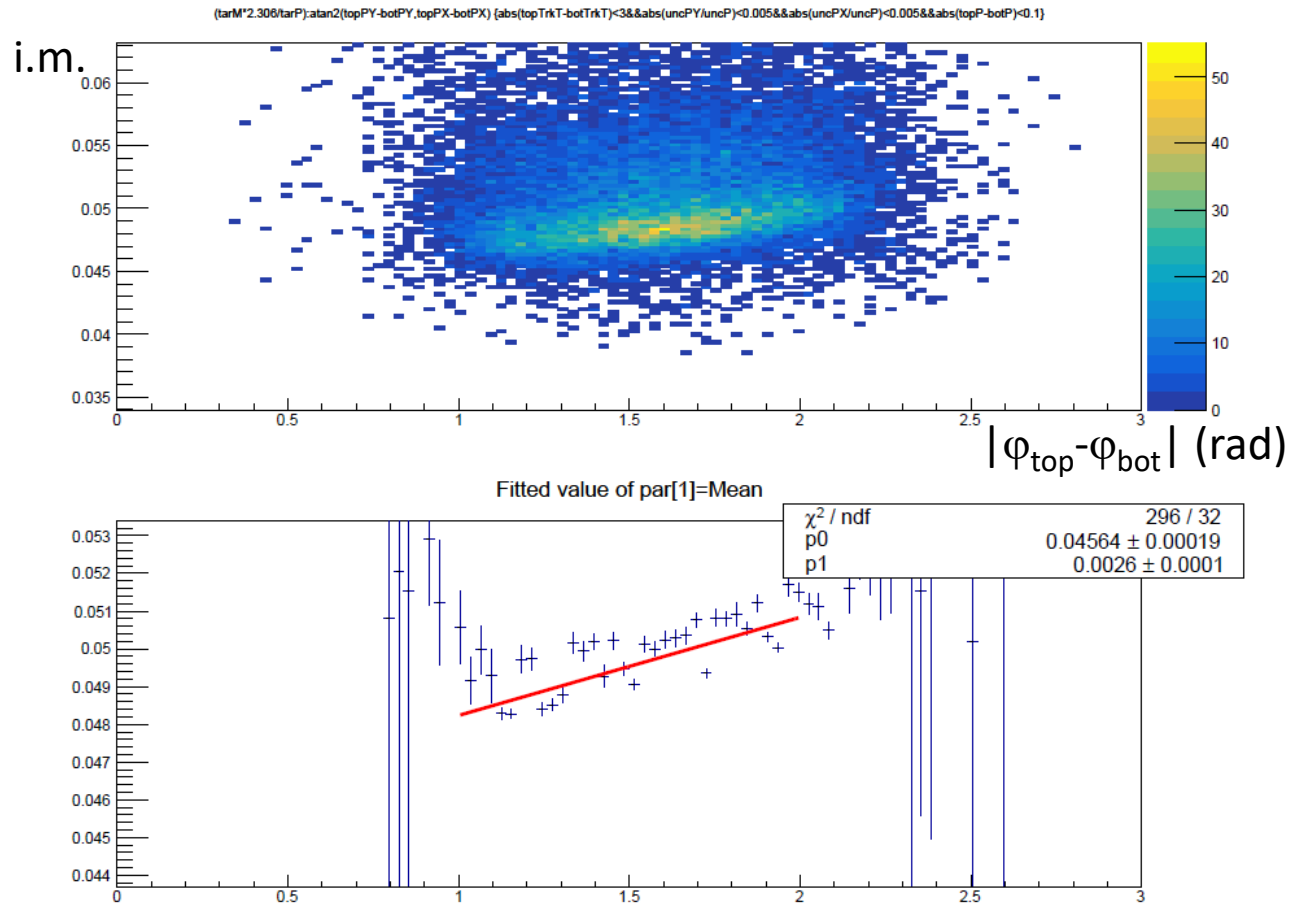 (tarM*2.306/tarP):atan2(topPY-botPY,topPX-botPX) {abs(topTrkT-botTrkT)<3&&abs(uncPY/uncP)<0.005&&abs(uncPX/uncP)<0.005&&abs(topP-botP)<0.1}
i.m.
0.06
0.055
0.05
0.045
0.04
0.035
0 0.5 1 1.5 2 2.5 3
50
40
30
20
10
0
|φtop-φbot| (rad)
Fitted value of par[1]=Mean
χ² / ndf 296 / 32
p0 0.04564 ± 0.00019
p1 0.0026 ± 0.0001
0.053
0.052
0.051
0.05
0.049
0.048
0.047
0.046
0.045
0.044
0 0.5 1 1.5 2 2.5 3